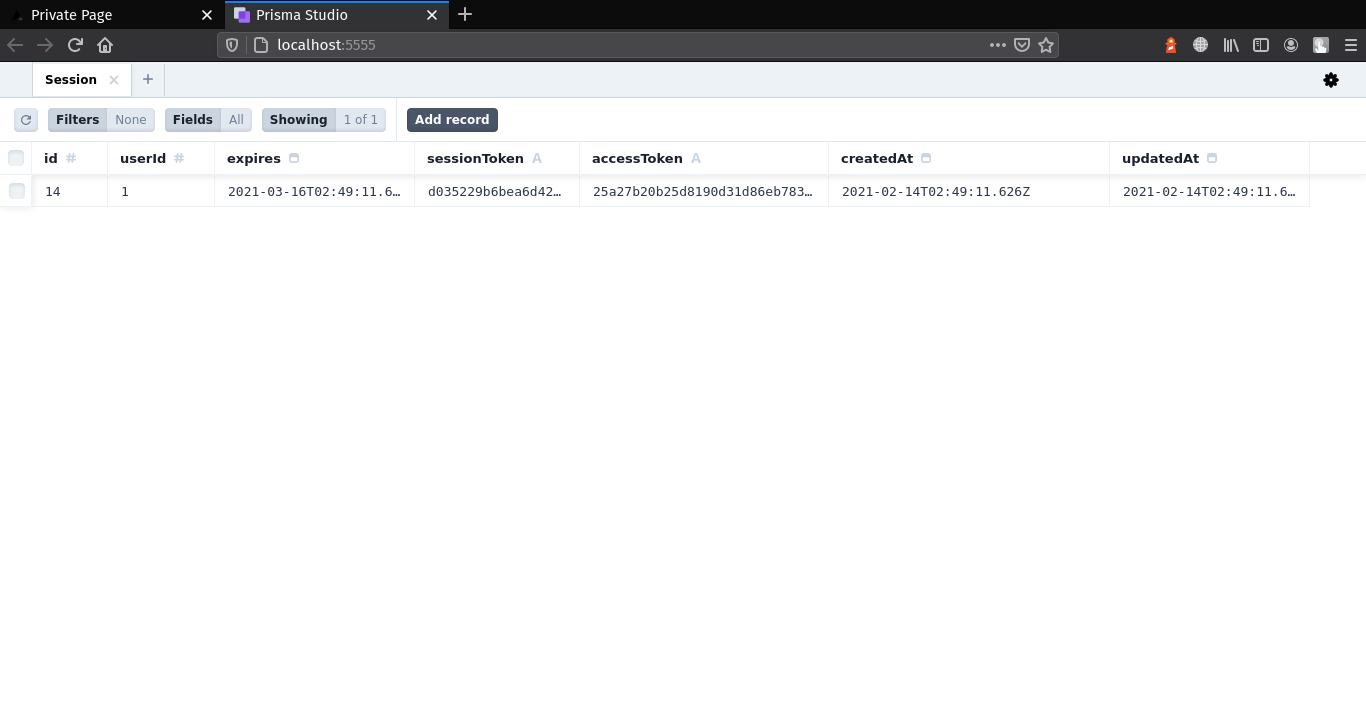 Private Page Prisma Studio
localhost:5555
Session
Filters None Fields All Showing 1 of 1 Add record
id # userId # expires sessionToken A accessToken A createdAt updatedAt
14 1 2021-03-16T02:49:11.6… d035229b6bea6d42… 25a27b20b25d8190d31d86eb783… 2021-02-14T02:49:11.626Z 2021-02-14T02:49:11.6…